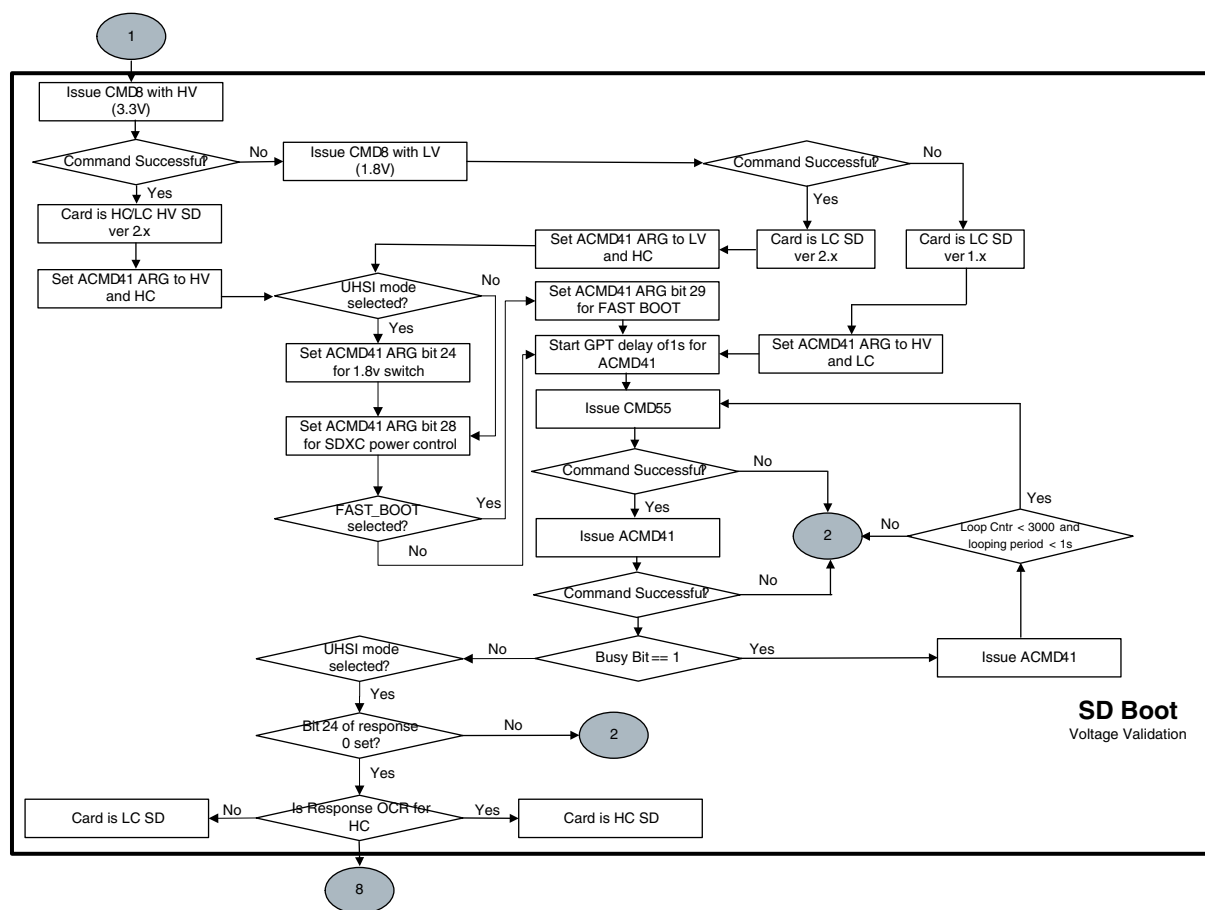 1
Issue CMD8 with HV
(3.3V)
Command Successful?
No
Issue CMD8 with LV
(1.8V)
Command Successful?
No
Yes
Yes
Card is HC/LC HV SD
ver 2.x
Set ACMD41 ARG to LV
and HC
Card is LC SD
ver 2.x
Card is LC SD
ver 1.x
Set ACMD41 ARG to HV
and HC
UHSI mode
selected?
No
Yes
Set ACMD41 ARG bit 29
for FAST BOOT
Set ACMD41 ARG bit 24
for 1.8v switch
Start GPT delay of 1s for
ACMD41
Set ACMD41 ARG to HV
and LC
Issue CMD55
Set ACMD41 ARG bit 28
for SDXC power control
Command Successful?
No
Yes
FAST_BOOT
selected?
Yes
No
Issue ACMD41
2
No
Loop Cntr < 3000 and
looping period < 1s
Yes
Command Successful?
No
UHSI mode
selected?
No
Busy Bit == 1
Yes
Issue ACMD41
Yes
Bit 24 of response
0 set?
No
2
Yes
SD Boot
Voltage Validation
Card is LC SD
No
Is Response OCR for
HC
Yes
Card is HC SD
8